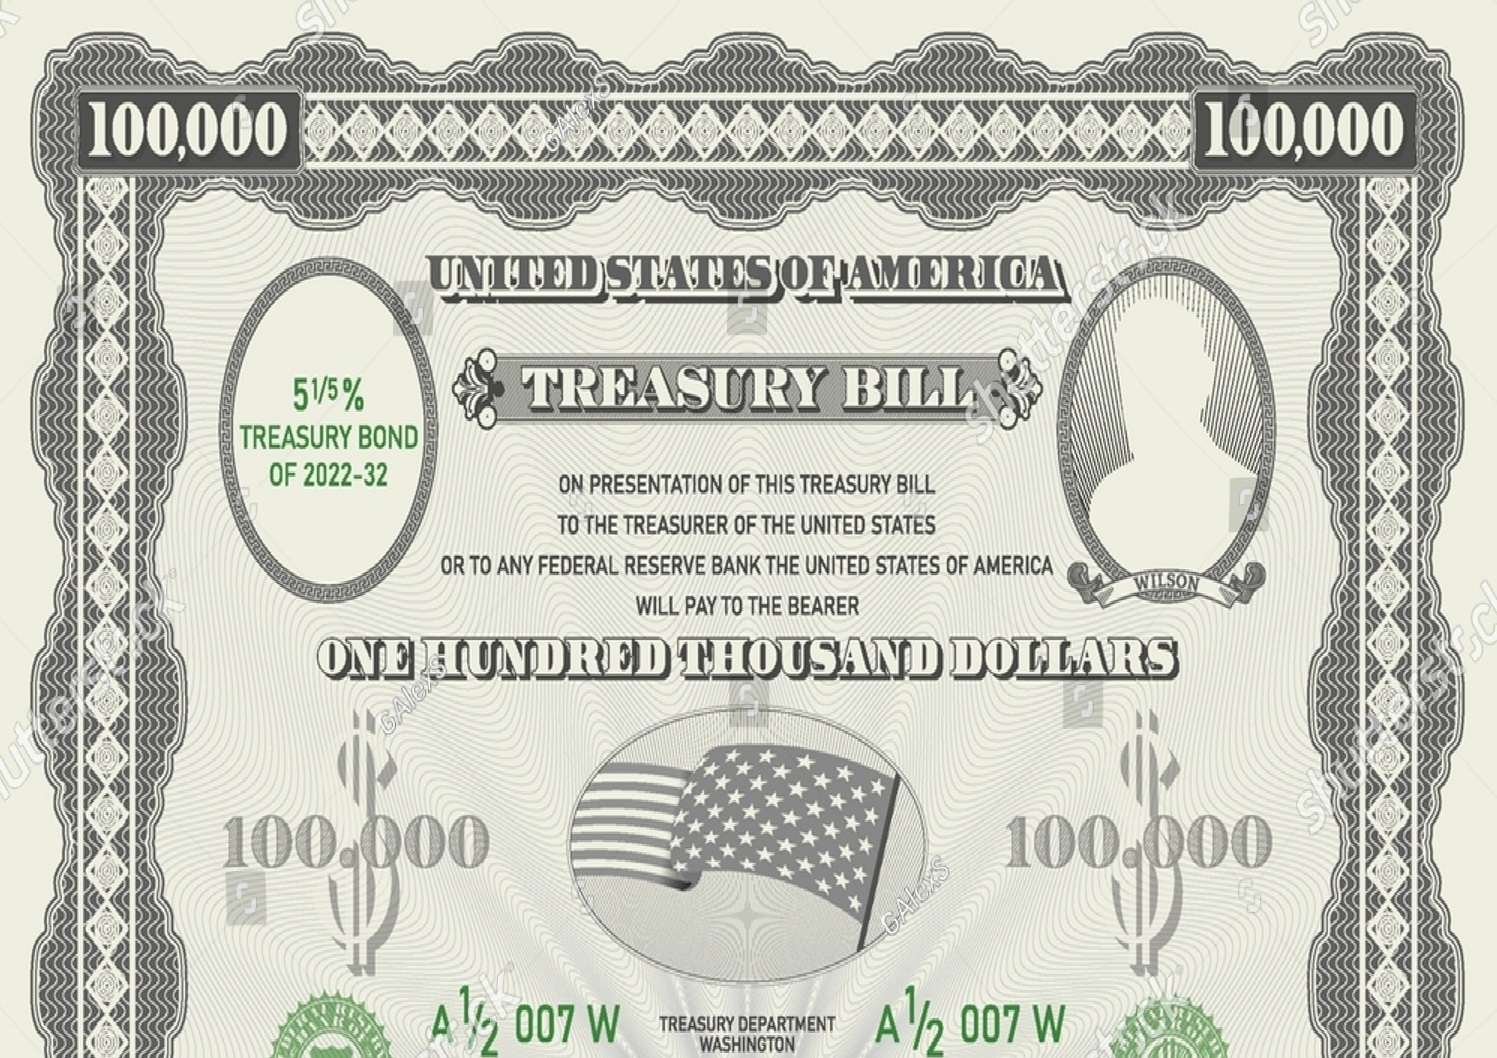 100,000
100,000
UNITED STATES OF AMERICA
TREASURY BILL
5 1/5 %
TREASURY BOND
OF 2022-32
ON PRESENTATION OF THIS TREASURY BILL
TO THE TREASURER OF THE UNITED STATES
OR TO ANY FEDERAL RESERVE BANK THE UNITED STATES OF AMERICA
WILL PAY TO THE BEARER
WILSON
ONE HUNDRED THOUSAND DOLLARS
$
100.000
$
100.000
A 1/2 007 W
A 1/2 007 W
TREASURY DEPARTMENT
WASHINGTON
shutterstock
GAlexS
GAlexS
GAlexS